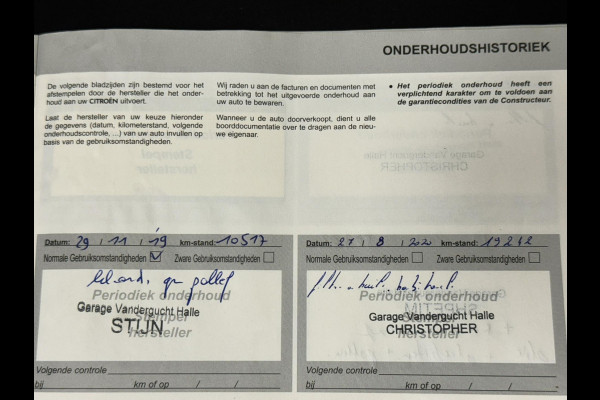 ONDERHOUDSHISTORIEK
De volgende bladzijden zijn bestemd voor het
afstempelen door de hersteller die het onder-
houd aan uw CITROËN uitvoert.
Laat de hersteller van uw keuze hieronder
de gegevens (datum, kilometerstand, volgende
onderhoudscontrole, ...) van uw auto invullen op
basis van de gebruiksomstandigheden.
Wij raden u aan de facturen en documenten met
betrekking tot het uitgevoerde onderhoud aan
uw auto te bewaren.
Wanneer u de auto doorverkoopt, dient u alle
boorddocumentatie over te dragen aan de nieu-
we eigenaar.
• Het periodiek onderhoud heeft een
verplichtend karakter om te voldoen aan
de garantiecondities van de Constructeur.
Datum: 29 / 11 / 19 km-stand: 10517
Normale Gebruiksomstandigheden Zware Gebruiksomstandigheden
Periodiek onderhoud
Stempel
hersteller
Garage Vandergucht Halle
STIJN
Volgende controle
bij km of op / /
Datum: 27 / 8 / 2020 km-stand: 19262
Normale Gebruiksomstandigheden Zware Gebruiksomstandigheden
Periodiek onderhoud
Garage Vandergucht Halle
CHRISTOPHER
hersteller
Volgende controle
bij km of op / /